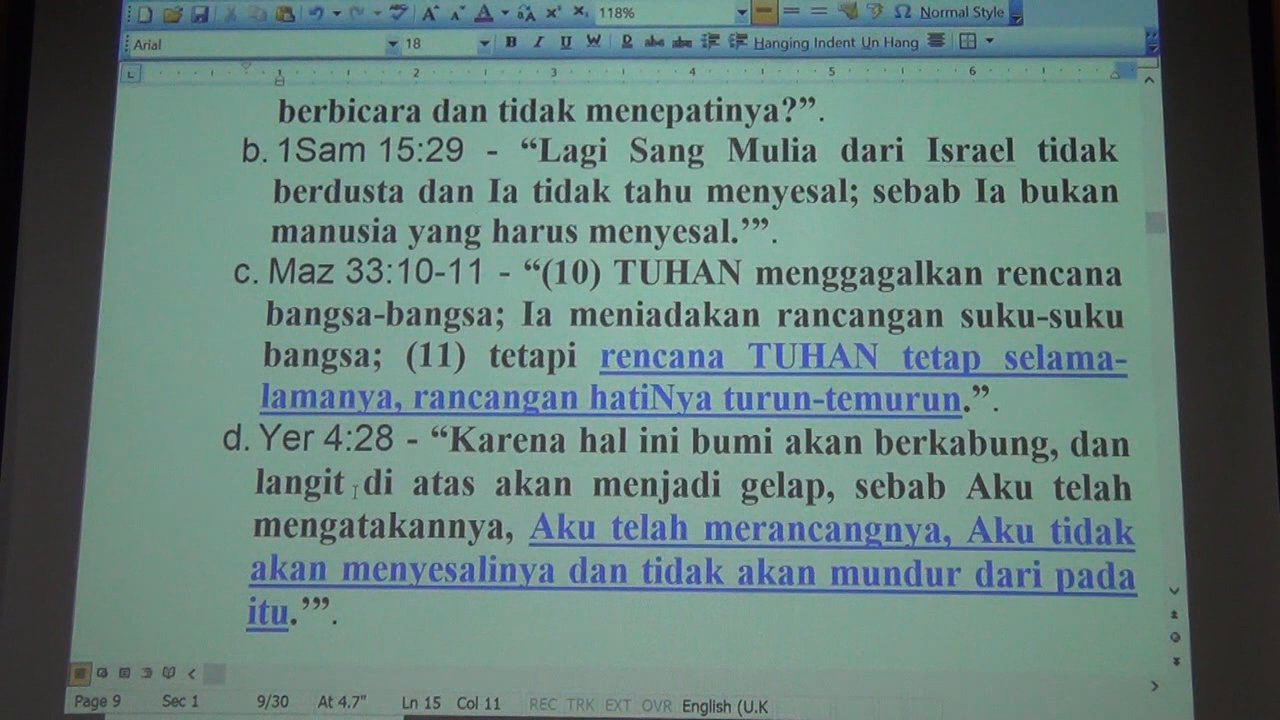 118% Normal Style
Arial 18 B I U W Hanging Indent Un Hang
2 3 4 5 6
berbicara dan tidak menepatinya?”.
b. 1Sam 15:29 - “Lagi Sang Mulia dari Israel tidak
berdusta dan Ia tidak tahu menyesal; sebab Ia bukan
manusia yang harus menyesal.’”.
c. Maz 33:10-11 - “(10) TUHAN menggagalkan rencana
bangsa-bangsa; Ia meniadakan rancangan suku-suku
bangsa; (11) tetapi rencana TUHAN tetap selama-
lamanya, rancangan hatiNya turun-temurun.”.
d. Yer 4:28 - “Karena hal ini bumi akan berkabung, dan
langit di atas akan menjadi gelap, sebab Aku telah
mengatakannya, Aku telah merancangnya, Aku tidak
akan menyesalinya dan tidak akan mundur dari pada
itu.’”.
Page 9 Sec 1 9/30 At 4.7" Ln 15 Col 11 REC TRK EXT OVR English (U.K